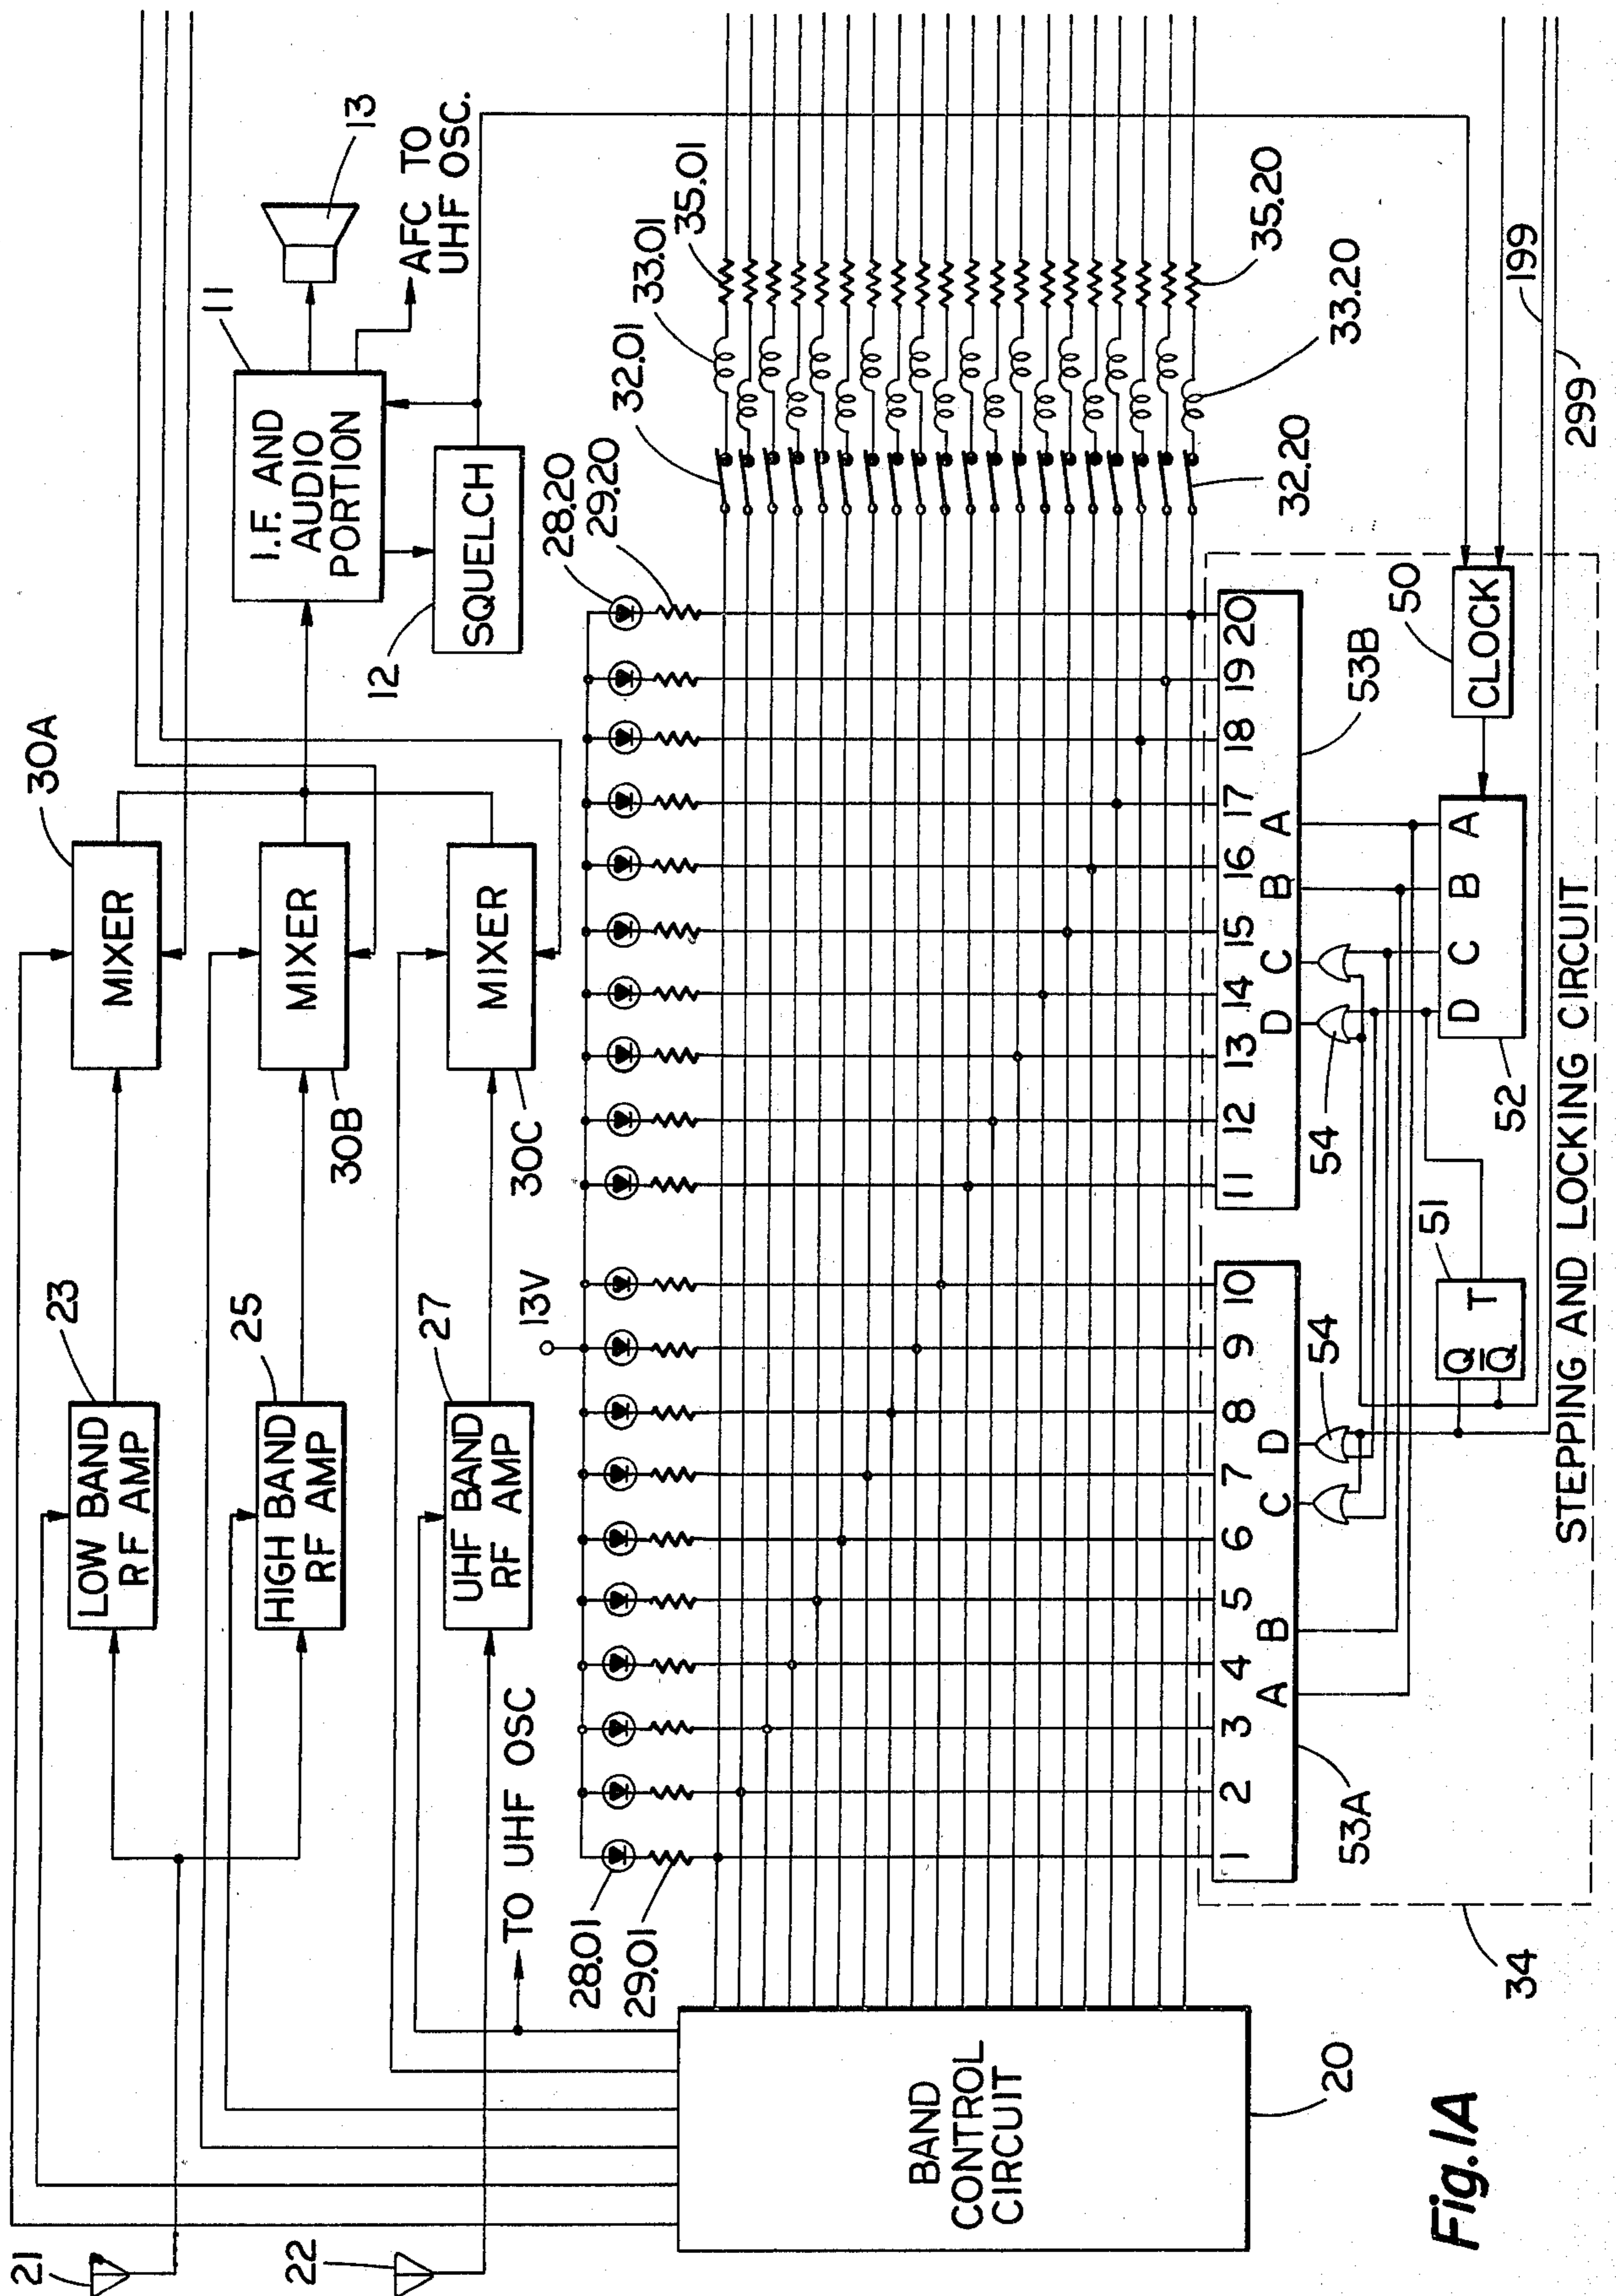 21
22
LOW BAND
RF AMP
23
HIGH BAND
RF AMP
25
UHF BAND
RF AMP
27
MIXER
30A
MIXER
30B
MIXER
30C
I.F. AND
AUDIO
PORTION
11
SQUELCH
12
13
AFC TO
UHF OSC.
TO UHF OSC
13V
28.01
29.01
28.20
29.20
32.01
33.01
35.01
32.20
33.20
35.20
BAND
CONTROL
CIRCUIT
20
1 2 3 4 5 6 7 8 9 10
A B C D
53A
11 12 13 14 15 16 17 18 19 20
D C B A
53B
54
54
Q T
Q̅
51
D C B A
52
CLOCK
50
199
299
34
STEPPING AND LOCKING CIRCUIT
Fig.1A